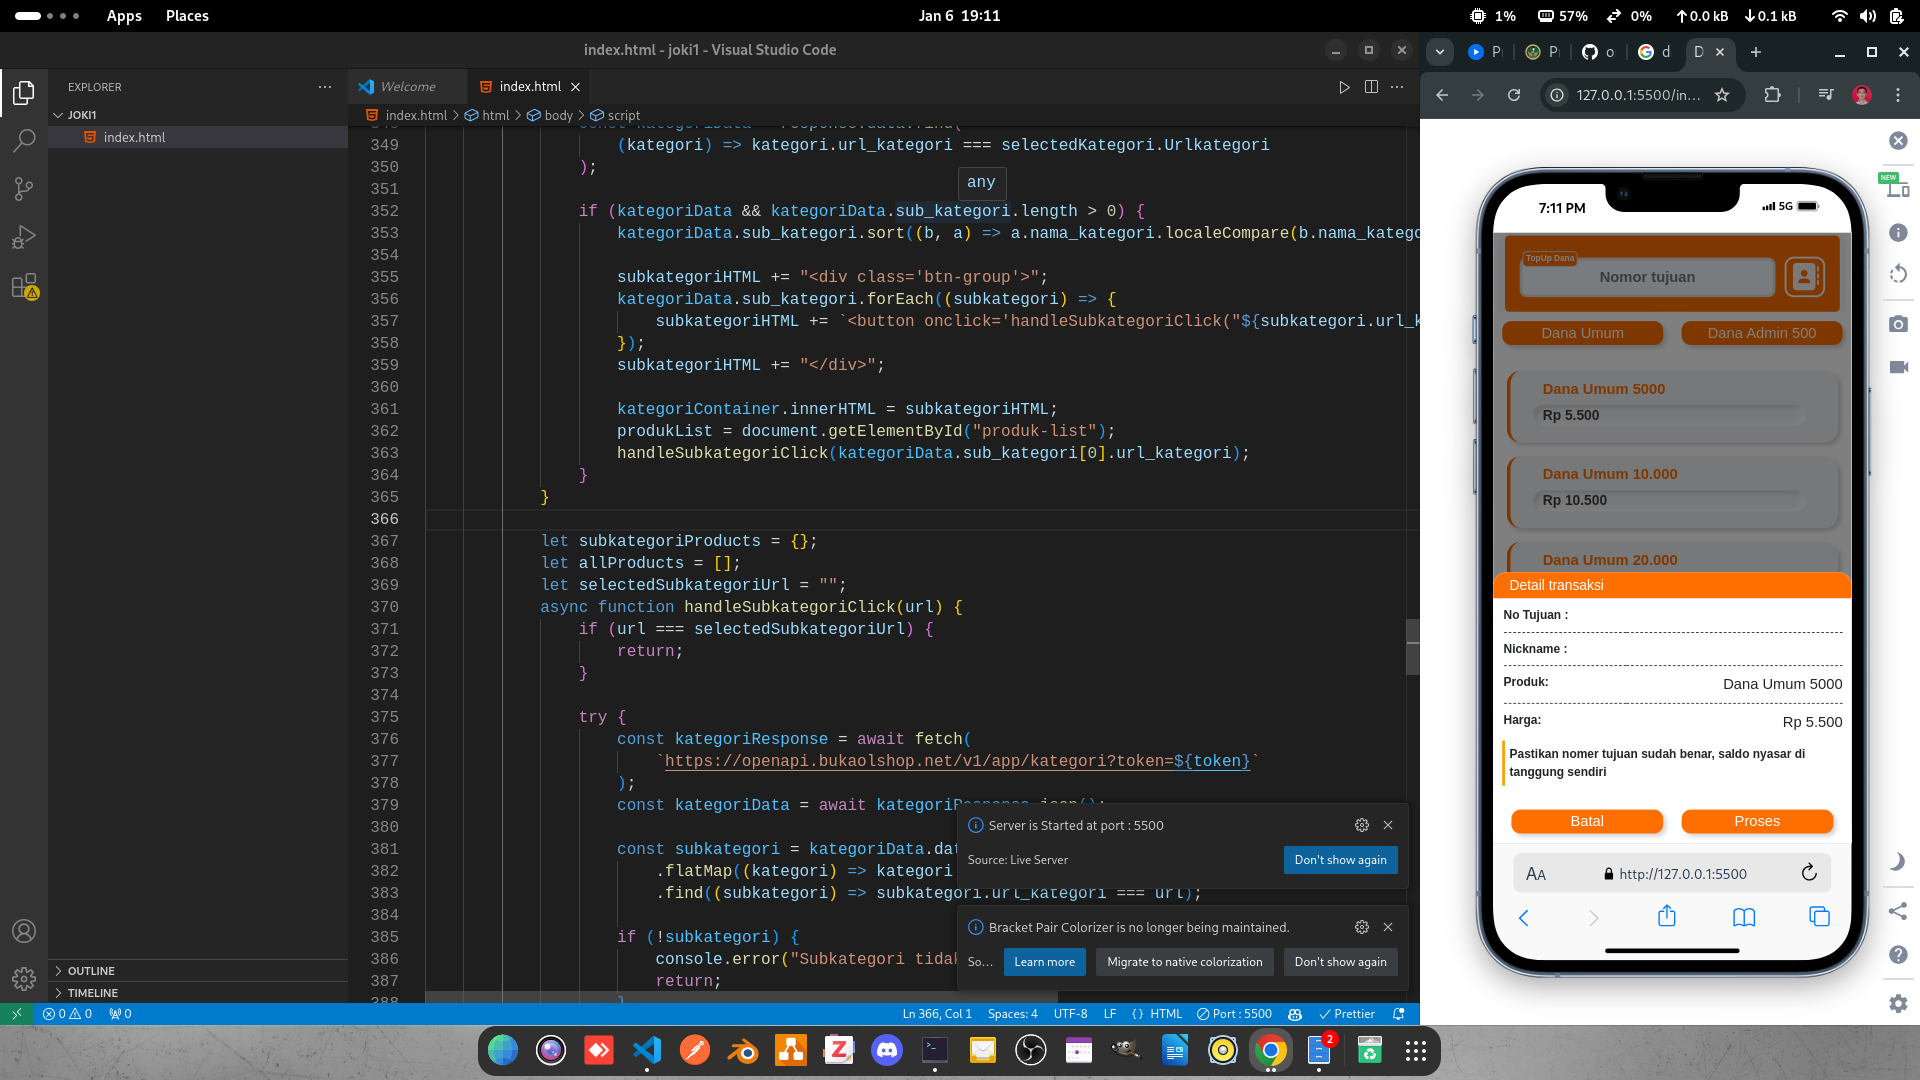 Apps Places
Jan 6 19:11
1% 57% 0% 0.0 kB 0.1 kB
index.html - joki1 - Visual Studio Code
EXPLORER
JOKI1
index.html
OUTLINE
TIMELINE
Welcome index.html
index.html html body script
349 (kategori) => kategori.url_kategori === selectedKategori.Urlkategori
350 );
any
351
352 if (kategoriData && kategoriData.sub_kategori.length > 0) {
353 kategoriData.sub_kategori.sort((b, a) => a.nama_kategori.localeCompare(b.nama_katego
354
355 subkategoriHTML += "<div class='btn-group'>";
356 kategoriData.sub_kategori.forEach((subkategori) => {
357 subkategoriHTML += `<button onclick='handleSubkategoriClick("${subkategori.url_k
358 });
359 subkategoriHTML += "</div>";
360
361 kategoriContainer.innerHTML = subkategoriHTML;
362 produkList = document.getElementById("produk-list");
363 handleSubkategoriClick(kategoriData.sub_kategori[0].url_kategori);
364 }
365 }
366
367 let subkategoriProducts = {};
368 let allProducts = [];
369 let selectedSubkategoriUrl = "";
370 async function handleSubkategoriClick(url) {
371 if (url === selectedSubkategoriUrl) {
372 return;
373 }
374
375 try {
376 const kategoriResponse = await fetch(
377 `https://openapi.bukaolshop.net/v1/app/kategori?token=${token}`
378 );
379 const kategoriData = await kategoriResponse.json();
380
381 const subkategori = kategoriData.dat
382 .flatMap((kategori) => kategori
383 .find((subkategori) => subkategori.url_kategori === url);
384
385 if (!subkategori) {
386 console.error("Subkategori tidak
387 return;
388 }
Server is Started at port : 5500
Source: Live Server
Don't show again
Bracket Pair Colorizer is no longer being maintained.
So...
Learn more
Migrate to native colorization
Don't show again
0 0 0
Ln 366, Col 1 Spaces: 4 UTF-8 LF {} HTML Port : 5500 Prettier
127.0.0.1:5500/in...
NEW
7:11 PM
5G
TopUp Dana
Nomor tujuan
Dana Umum Dana Admin 500
Dana Umum 5000
Rp 5.500
Dana Umum 10.000
Rp 10.500
Dana Umum 20.000
Detail transaksi
No Tujuan :
Nickname :
Produk: Dana Umum 5000
Harga: Rp 5.500
Pastikan nomer tujuan sudah benar, saldo nyasar di
tanggung sendiri
Batal Proses
AA http://127.0.0.1:5500
2